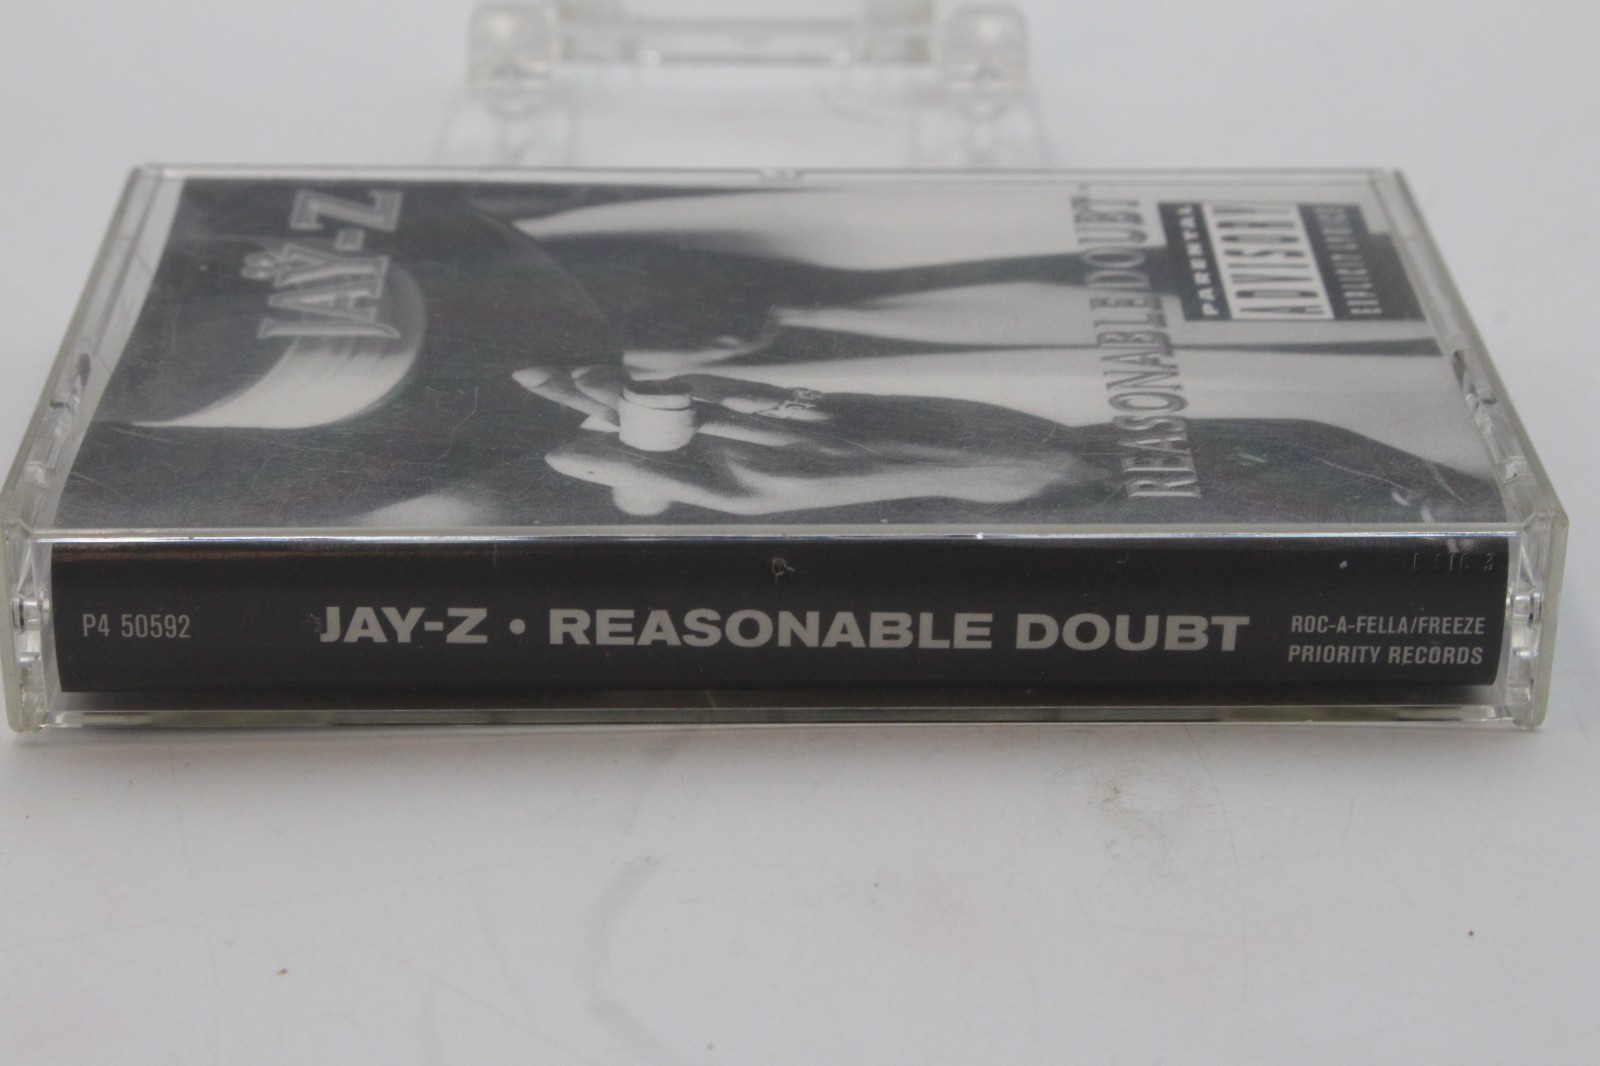 JAY-Z
REASONABLE DOUBT
PARENTAL
ADVISORY
EXPLICIT LYRICS
P4 50592
JAY-Z • REASONABLE DOUBT
ROC-A-FELLA/FREEZE
PRIORITY RECORDS